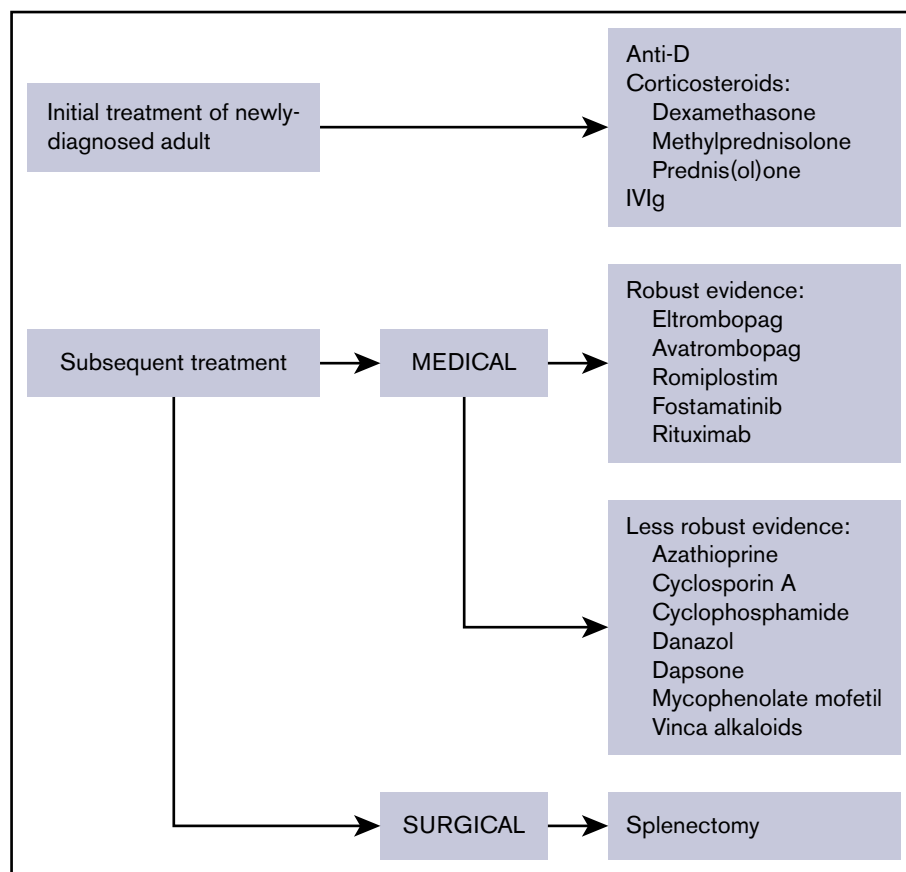 Initial treatment of newly-
diagnosed adult
Anti-D
Corticosteroids:
Dexamethasone
Methylprednisolone
Prednis(ol)one
IVIg
Subsequent treatment
MEDICAL
Robust evidence:
Eltrombopag
Avatrombopag
Romiplostim
Fostamatinib
Rituximab
Less robust evidence:
Azathioprine
Cyclosporin A
Cyclophosphamide
Danazol
Dapsone
Mycophenolate mofetil
Vinca alkaloids
SURGICAL
Splenectomy